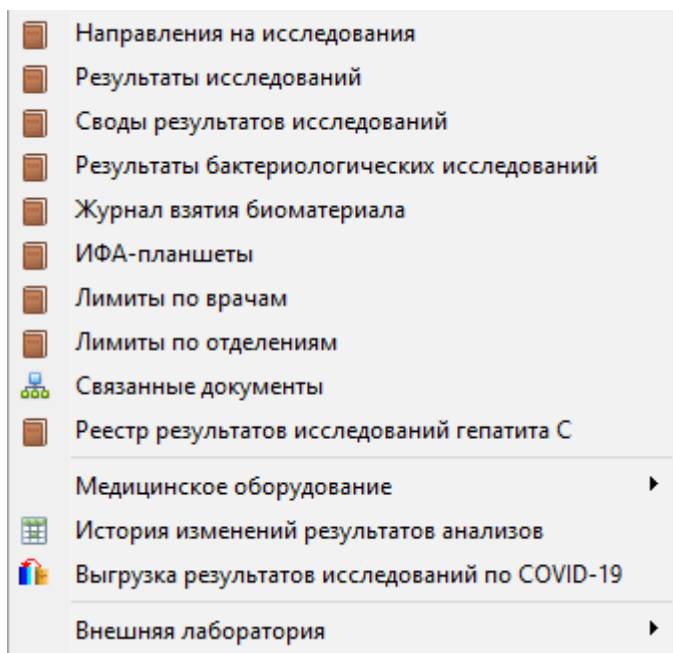 Направления на исследования
Результаты исследований
Своды результатов исследований
Результаты бактериологических исследований
Журнал взятия биоматериала
ИФА-планшеты
Лимиты по врачам
Лимиты по отделениям
Связанные документы
Реестр результатов исследований гепатита С
Медицинское оборудование
История изменений результатов анализов
Выгрузка результатов исследований по COVID-19
Внешняя лаборатория